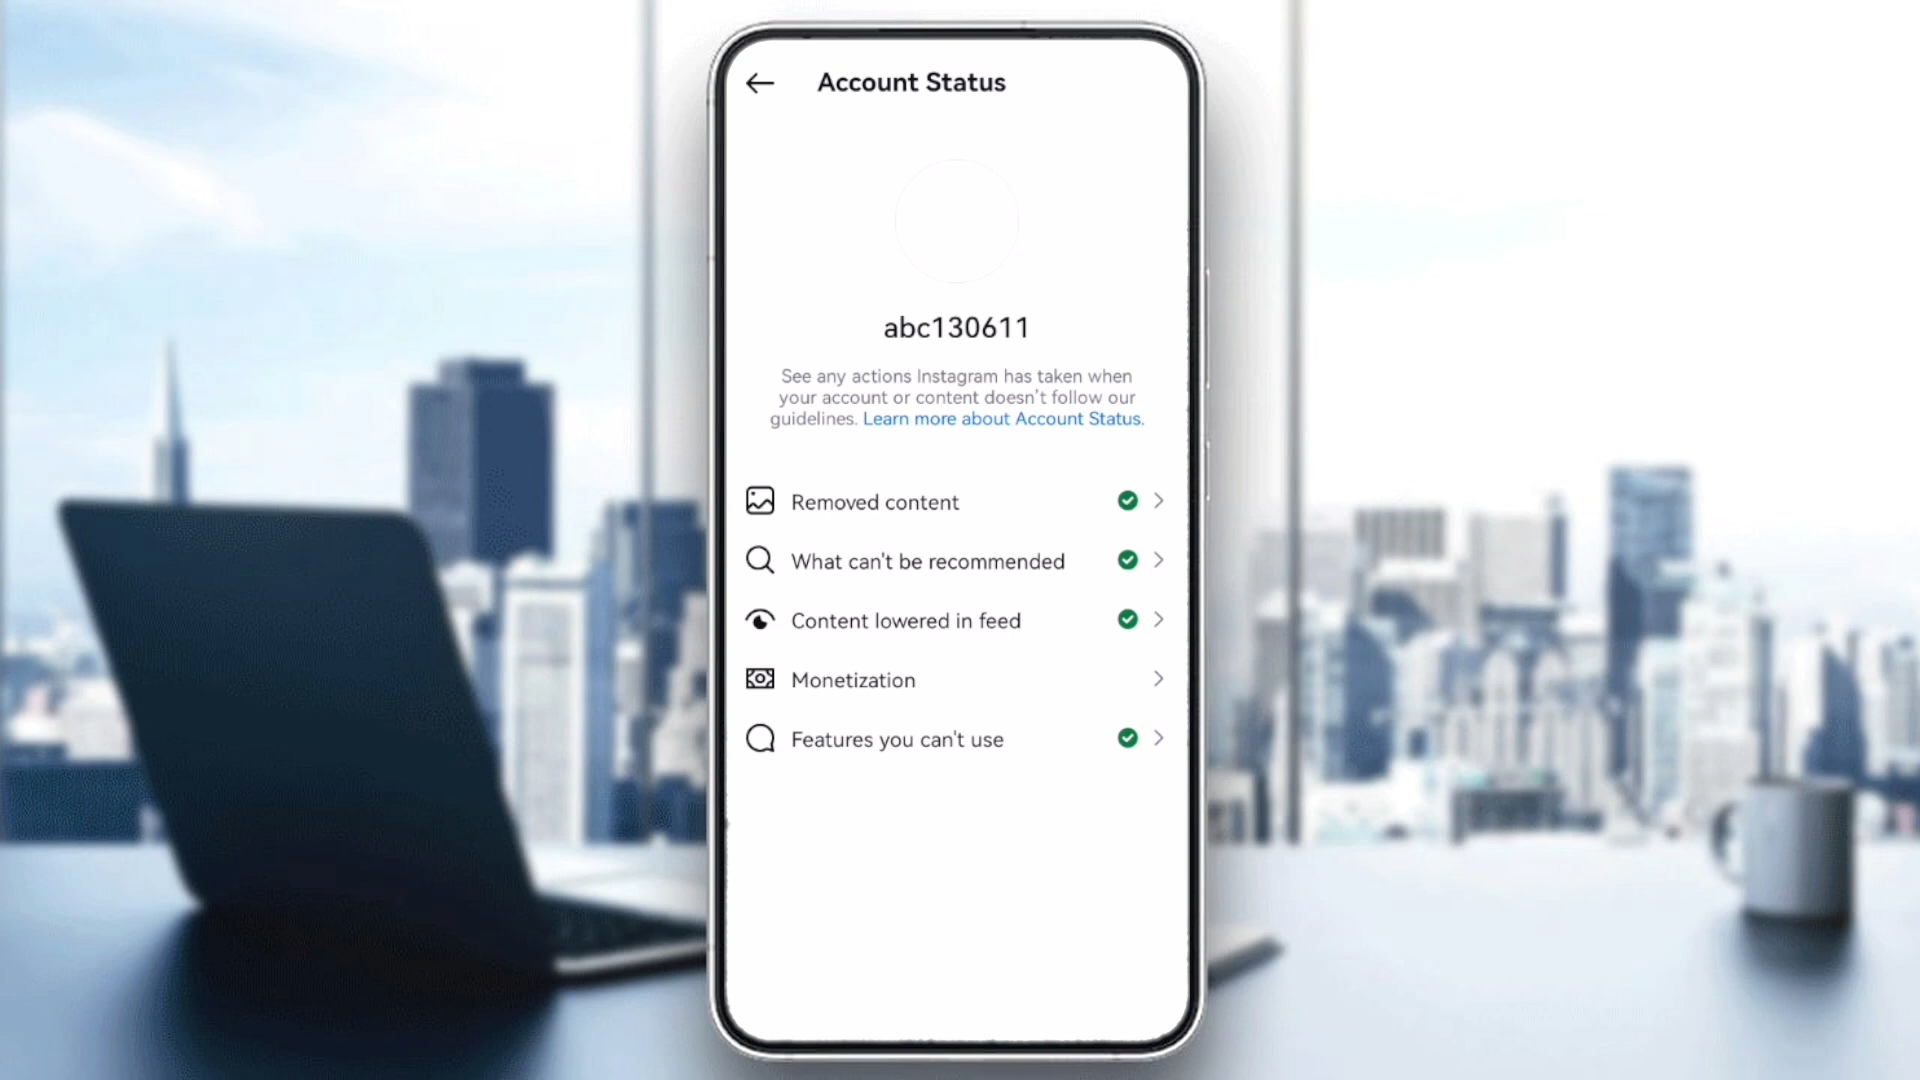 Account Status
abc130611
See any actions Instagram has taken when
your account or content doesn't follow our
guidelines. Learn more about Account Status.
Removed content
What can't be recommended
Content lowered in feed
Monetization
Features you can't use